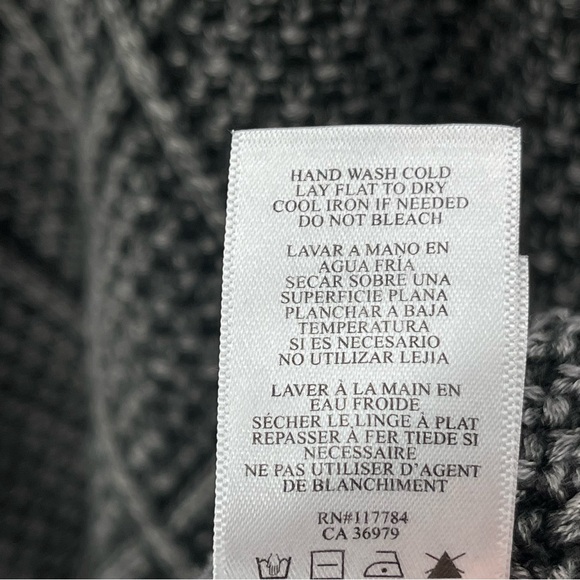 HAND WASH COLD
LAY FLAT TO DRY
COOL IRON IF NEEDED
DO NOT BLEACH
LAVAR A MANO EN
AGUA FRÍA
SECAR SOBRE UNA
SUPERFICIE PLANA
PLANCHAR A BAJA
TEMPERATURA
SI ES NECESARIO
NO UTILIZAR LEJIA
LAVER À LA MAIN EN
EAU FROIDE
SÉCHER LE LINGE À PLAT
REPASSER À FER TIEDE SI
NECESSAIRE
NE PAS UTILISER D'AGENT
DE BLANCHIMENT
RN#117784
CA 36979